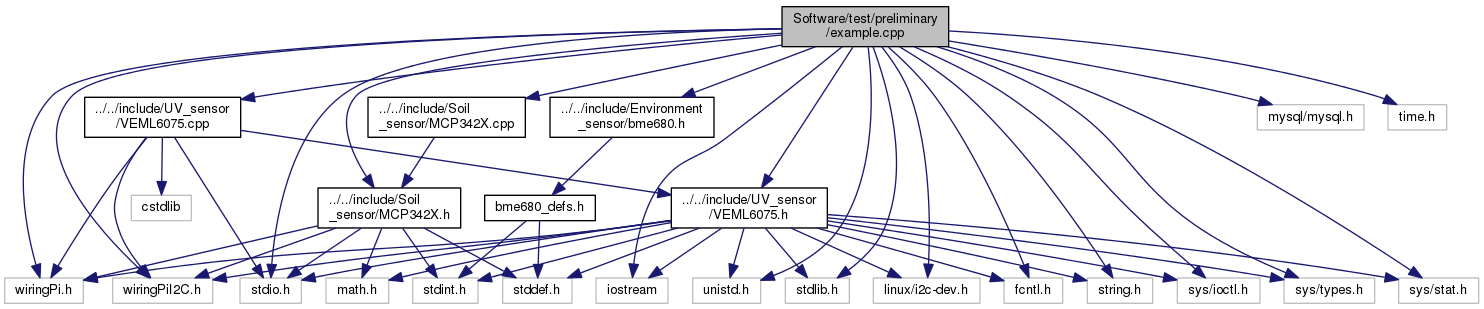 Software/test/preliminary
/example.cpp
../../include/UV_sensor
/VEML6075.cpp
../../include/Soil
_sensor/MCP342X.cpp
../../include/Environment
_sensor/bme680.h
mysql/mysql.h
time.h
cstdlib
../../include/Soil
_sensor/MCP342X.h
bme680_defs.h
../../include/UV_sensor
/VEML6075.h
wiringPi.h
wiringPiI2C.h
stdio.h
math.h
stdint.h
stddef.h
iostream
unistd.h
stdlib.h
linux/i2c-dev.h
fcntl.h
string.h
sys/ioctl.h
sys/types.h
sys/stat.h